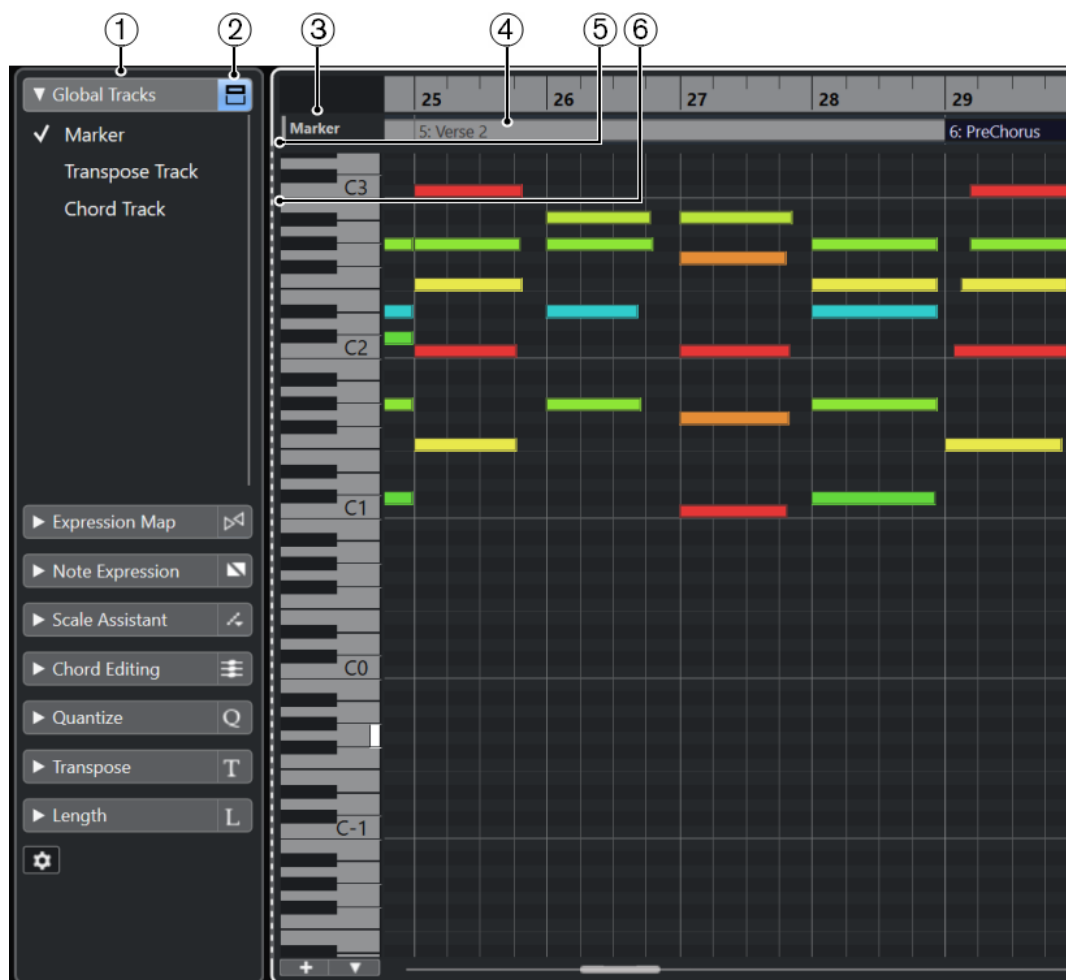 1 2 3 4 5 6
Global Tracks
Marker
Transpose Track
Chord Track
Expression Map
Note Expression
Scale Assistant
Chord Editing
Quantize Q
Transpose T
Length L
25 26 27 28 29
Marker 5: Verse 2 6: PreChorus
C3
C2
C1
C0
C-1